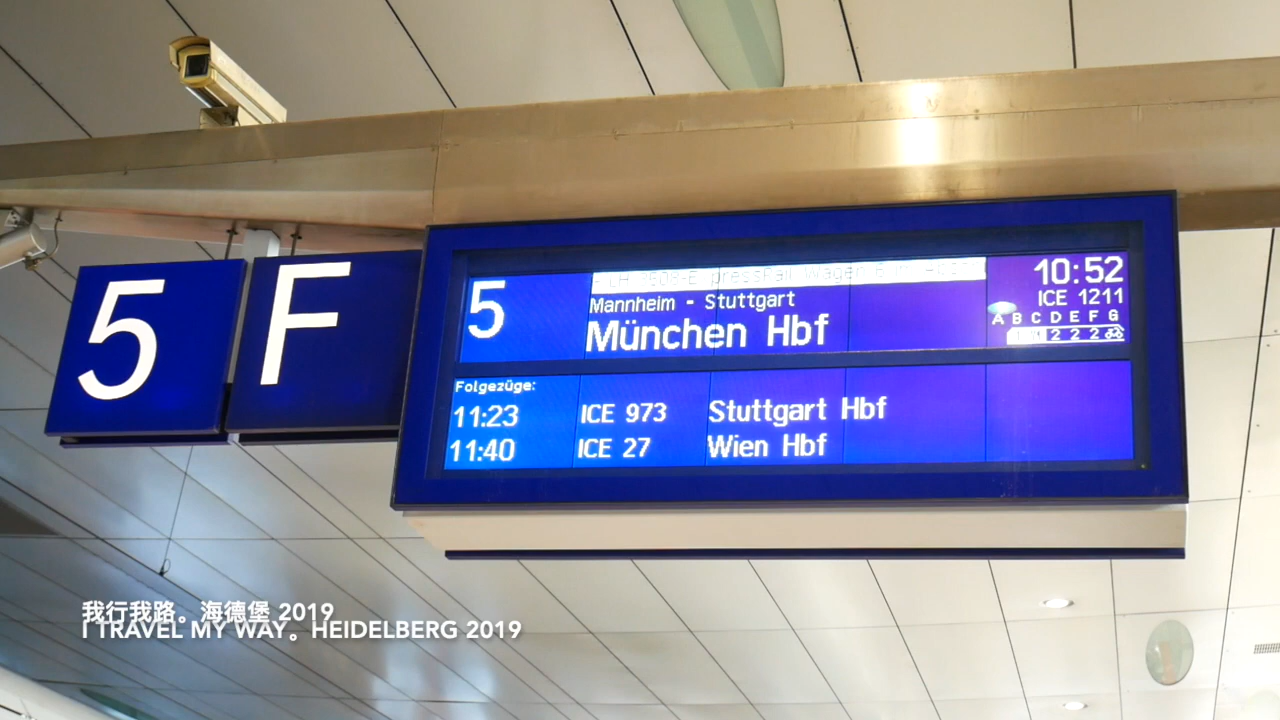 5
F
5
Mannheim - Stuttgart
München Hbf
10:52
ICE 1211
A B C D E F G
2 2 2
Folgezüge:
11:23 ICE 973 Stuttgart Hbf
11:40 ICE 27 Wien Hbf
我行我路。海德堡 2019
I TRAVEL MY WAY。HEIDELBERG 2019